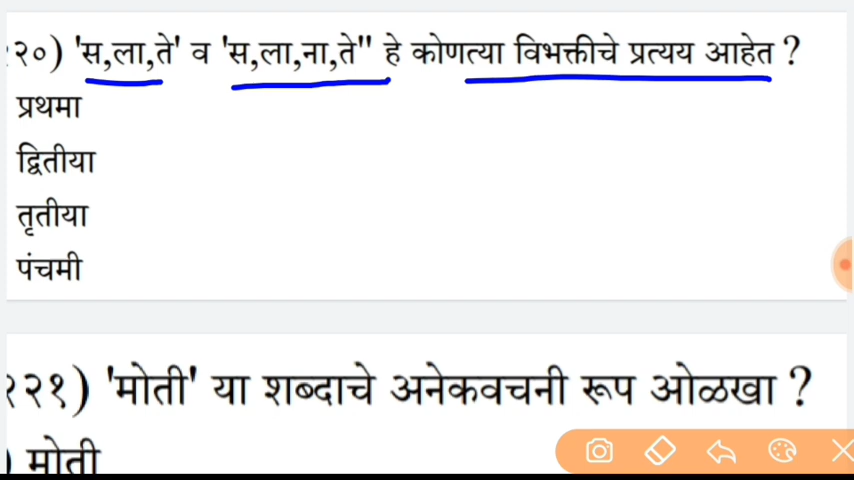 २०) 'स,ला,ते' व 'स,ला,ना,ते" हे कोणत्या विभक्तीचे प्रत्यय आहेत ?
प्रथमा
द्वितीया
तृतीया
पंचमी
२२१) 'मोती' या शब्दाचे अनेकवचनी रूप ओळखा ?
) मोती